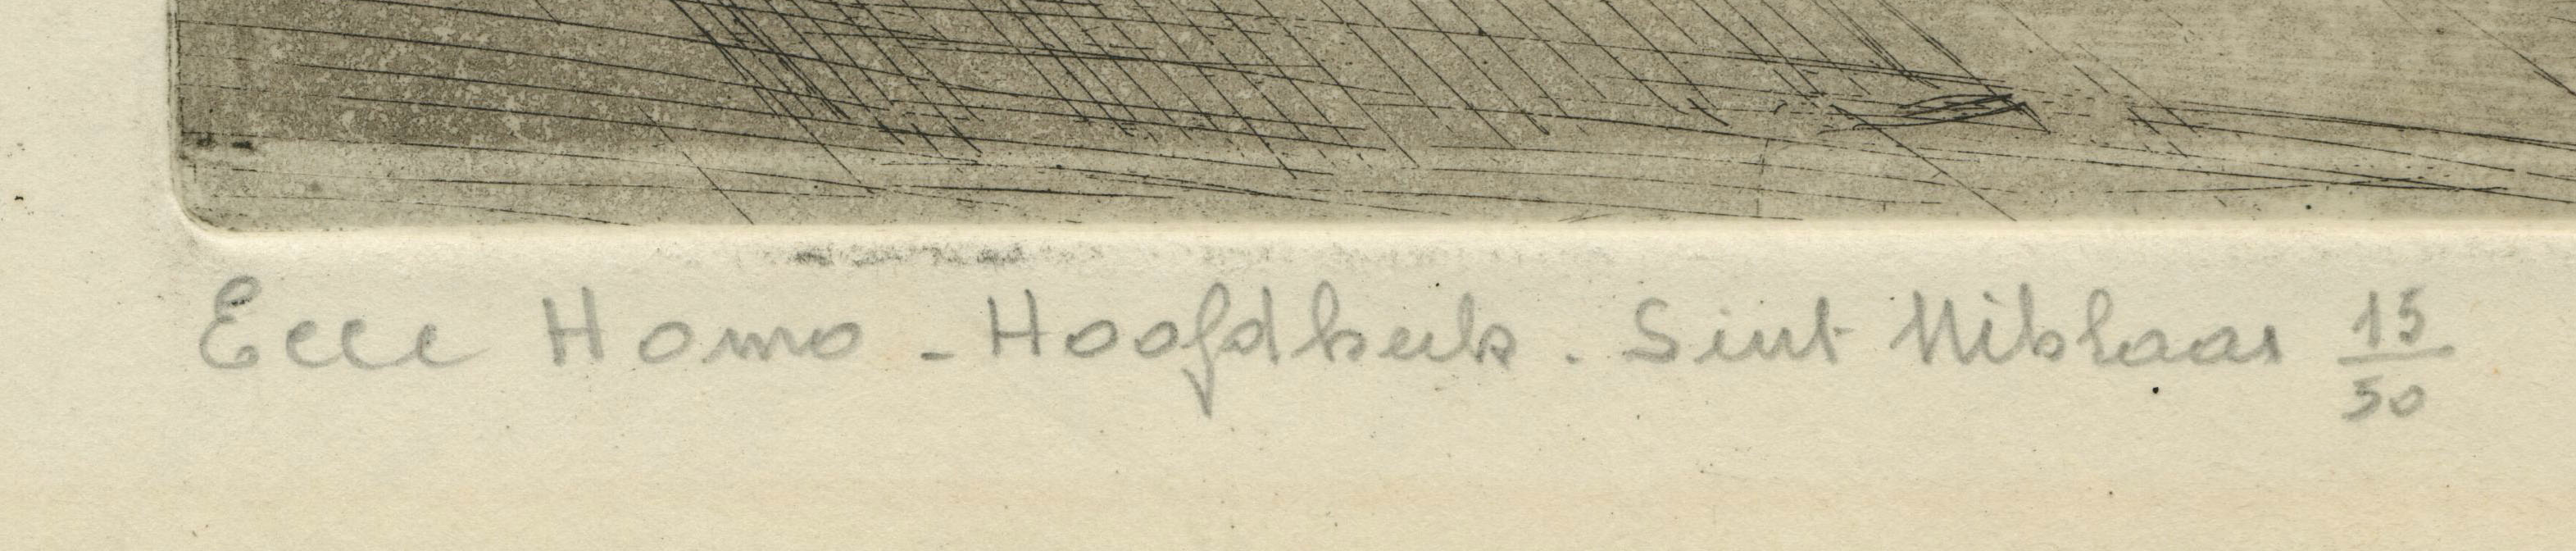 Ecce Homo - Hoofdkerk. Sint Niklaas 15/50